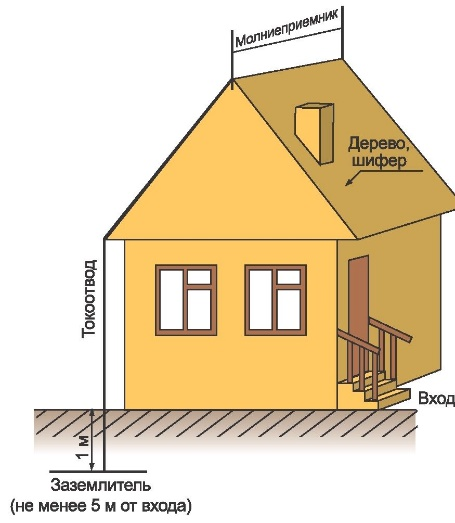 Молниеприемник
Дерево,
шифер
Токоотвод
Вход
1 м
Заземлитель
(не менее 5 м от входа)